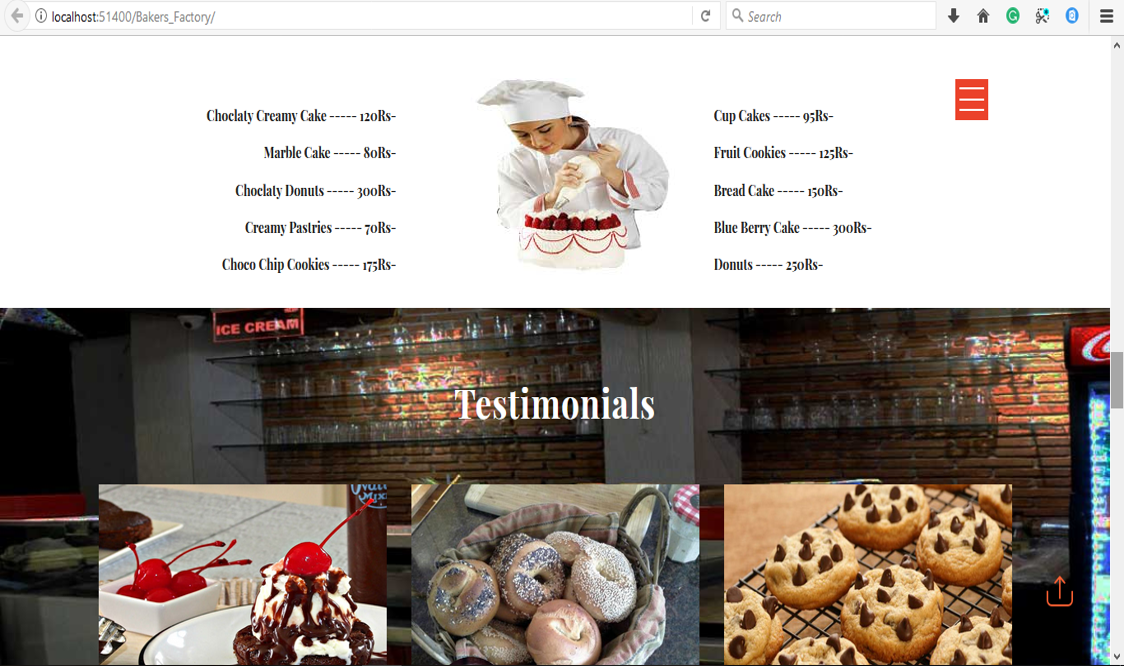 localhost:51400/Bakers_Factory/
Search
Choclaty Creamy Cake ----- 120Rs-
Marble Cake ----- 80Rs-
Choclaty Donuts ----- 300Rs-
Creamy Pastries ----- 70Rs-
Choco Chip Cookies ----- 175Rs-
Cup Cakes ----- 95Rs-
Fruit Cookies ----- 125Rs-
Bread Cake ----- 150Rs-
Blue Berry Cake ----- 300Rs-
Donuts ----- 250Rs-
ICE CREAM
Testimonials